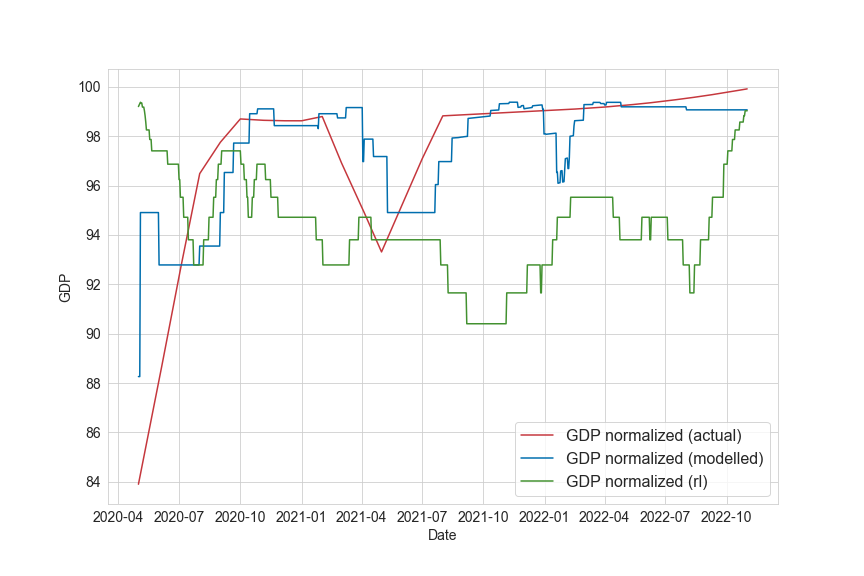 100
98
96
94
92
90
88
86
84
GDP
GDP normalized (actual)
GDP normalized (modelled)
GDP normalized (rl)
2020-04 2020-07 2020-10 2021-01 2021-04 2021-07 2021-10 2022-01 2022-04 2022-07 2022-10
Date